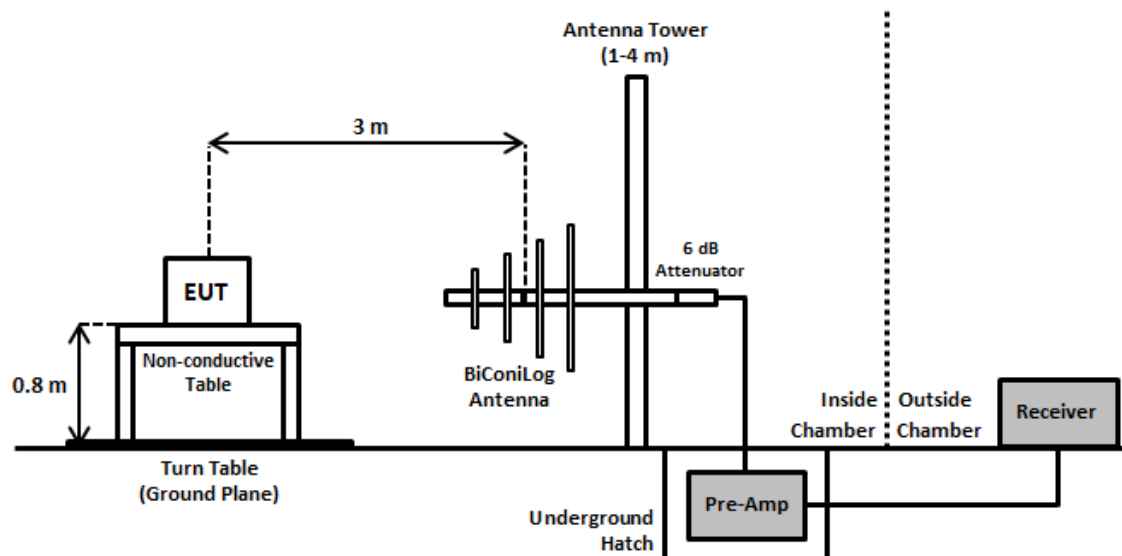 Antenna Tower
(1-4 m)
3 m
6 dB
Attenuator
EUT
Non-conductive
Table
0.8 m
BiConiLog
Antenna
Inside
Chamber
Outside
Chamber
Receiver
Turn Table
(Ground Plane)
Pre-Amp
Underground
Hatch